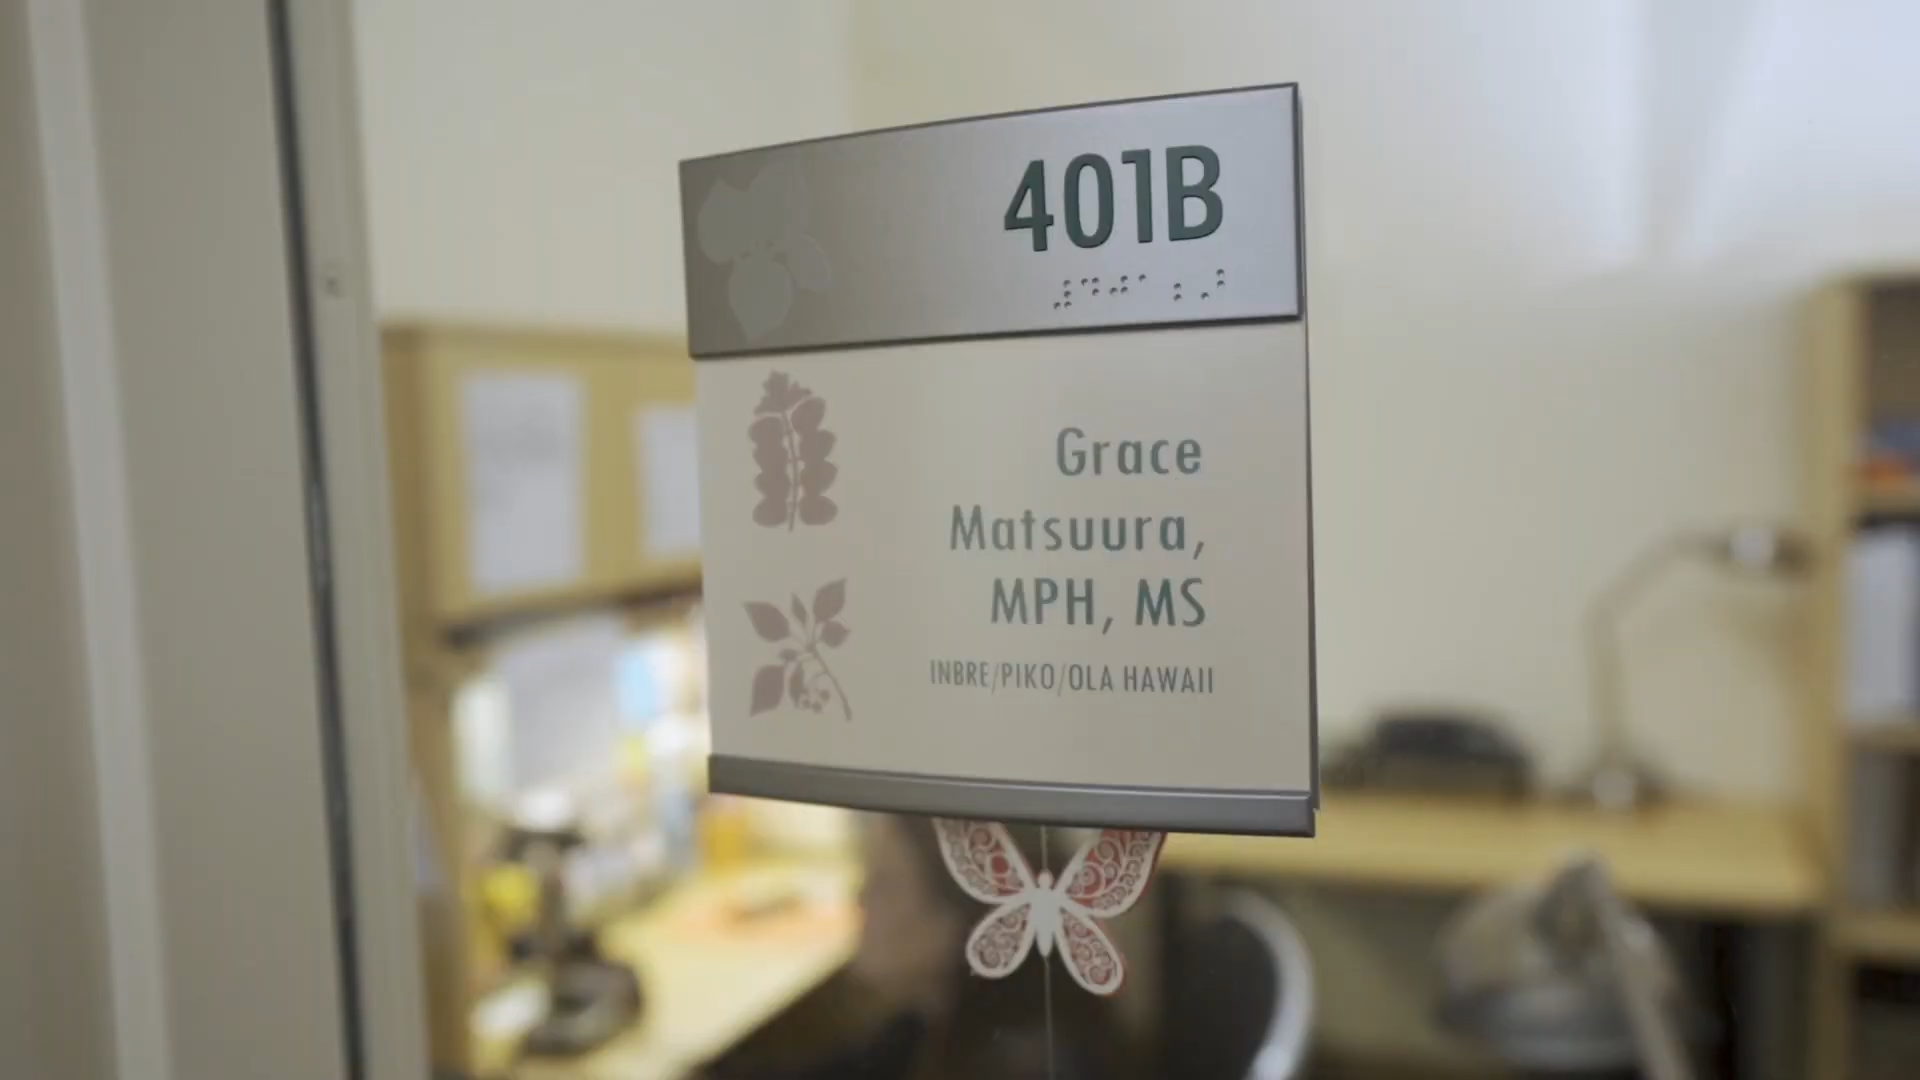 401B
Grace
Matsuura,
MPH, MS
INBRE/PIKO/OLA HAWAII